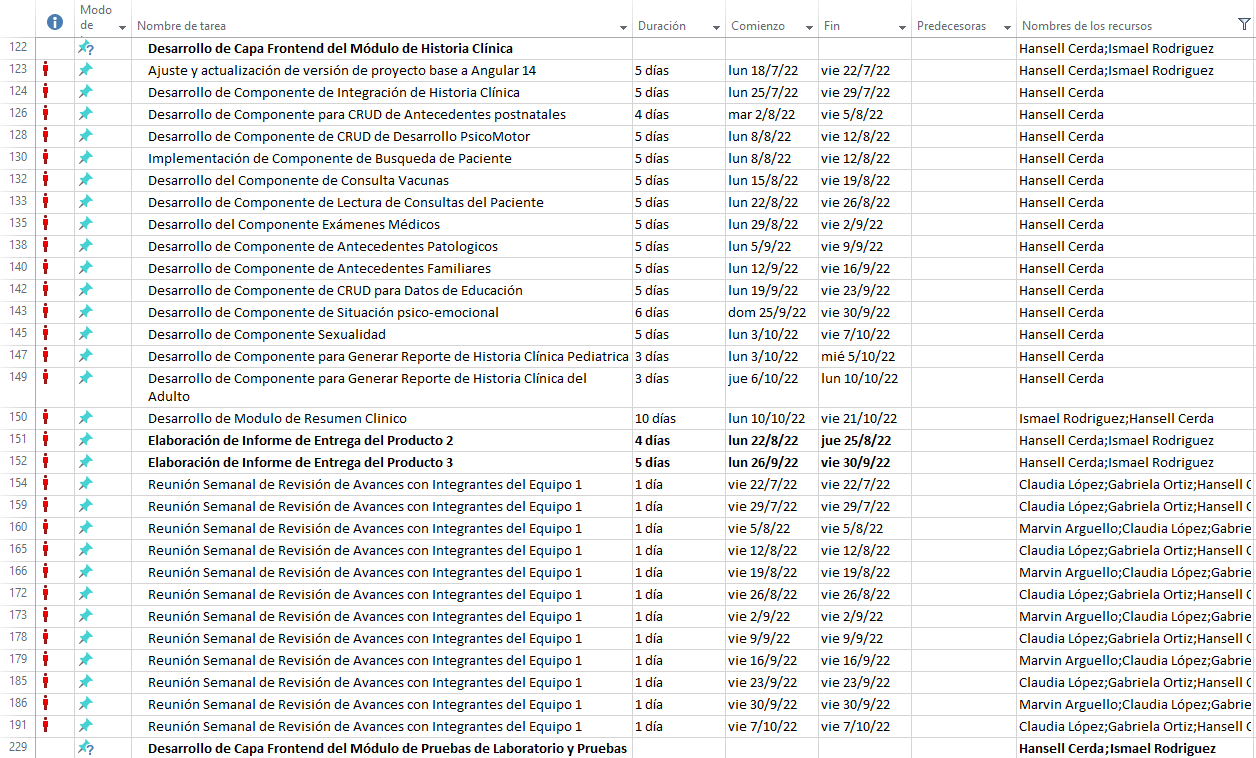 Modo de
Nombre de tarea Duración Comienzo Fin Predecesoras Nombres de los recursos
122 Desarrollo de Capa Frontend del Módulo de Historia Clínica Hansell Cerda;Ismael Rodriguez
123 Ajuste y actualización de versión de proyecto base a Angular 14 5 días lun 18/7/22 vie 22/7/22 Hansell Cerda;Ismael Rodriguez
124 Desarrollo de Componente de Integración de Historia Clínica 5 días lun 25/7/22 vie 29/7/22 Hansell Cerda
126 Desarrollo de Componente para CRUD de Antecedentes postnatales 4 días mar 2/8/22 vie 5/8/22 Hansell Cerda
128 Desarrollo de Componente de CRUD de Desarrollo PsicoMotor 5 días lun 8/8/22 vie 12/8/22 Hansell Cerda
130 Implementación de Componente de Busqueda de Paciente 5 días lun 8/8/22 vie 12/8/22 Hansell Cerda
132 Desarrollo del Componente de Consulta Vacunas 5 días lun 15/8/22 vie 19/8/22 Hansell Cerda
133 Desarrollo de Componente de Lectura de Consultas del Paciente 5 días lun 22/8/22 vie 26/8/22 Hansell Cerda
135 Desarrollo del Componente Exámenes Médicos 5 días lun 29/8/22 vie 2/9/22 Hansell Cerda
138 Desarrollo de Componente de Antecedentes Patologicos 5 días lun 5/9/22 vie 9/9/22 Hansell Cerda
140 Desarrollo de Componente de Antecedentes Familiares 5 días lun 12/9/22 vie 16/9/22 Hansell Cerda
142 Desarrollo de Componente de CRUD para Datos de Educación 5 días lun 19/9/22 vie 23/9/22 Hansell Cerda
143 Desarrollo de Componente de Situación psico-emocional 6 días dom 25/9/22 vie 30/9/22 Hansell Cerda
145 Desarrollo de Componente Sexualidad 5 días lun 3/10/22 vie 7/10/22 Hansell Cerda
147 Desarrollo de Componente para Generar Reporte de Historia Clínica Pediatrica 3 días lun 3/10/22 mié 5/10/22 Hansell Cerda
149 Desarrollo de Componente para Generar Reporte de Historia Clínica del 3 días jue 6/10/22 lun 10/10/22 Hansell Cerda
Adulto
150 Desarrollo de Modulo de Resumen Clinico 10 días lun 10/10/22 vie 21/10/22 Ismael Rodriguez;Hansell Cerda
151 Elaboración de Informe de Entrega del Producto 2 4 días lun 22/8/22 jue 25/8/22 Hansell Cerda;Ismael Rodriguez
152 Elaboración de Informe de Entrega del Producto 3 5 días lun 26/9/22 vie 30/9/22 Hansell Cerda;Ismael Rodriguez
154 Reunión Semanal de Revisión de Avances con Integrantes del Equipo 1 1 día vie 22/7/22 vie 22/7/22 Claudia López;Gabriela Ortiz;Hansell C
159 Reunión Semanal de Revisión de Avances con Integrantes del Equipo 1 1 día vie 29/7/22 vie 29/7/22 Claudia López;Gabriela Ortiz;Hansell C
160 Reunión Semanal de Revisión de Avances con Integrantes del Equipo 1 1 día vie 5/8/22 vie 5/8/22 Marvin Arguello;Claudia López;Gabrie
165 Reunión Semanal de Revisión de Avances con Integrantes del Equipo 1 1 día vie 12/8/22 vie 12/8/22 Claudia López;Gabriela Ortiz;Hansell C
166 Reunión Semanal de Revisión de Avances con Integrantes del Equipo 1 1 día vie 19/8/22 vie 19/8/22 Marvin Arguello;Claudia López;Gabrie
172 Reunión Semanal de Revisión de Avances con Integrantes del Equipo 1 1 día vie 26/8/22 vie 26/8/22 Claudia López;Gabriela Ortiz;Hansell C
173 Reunión Semanal de Revisión de Avances con Integrantes del Equipo 1 1 día vie 2/9/22 vie 2/9/22 Marvin Arguello;Claudia López;Gabrie
178 Reunión Semanal de Revisión de Avances con Integrantes del Equipo 1 1 día vie 9/9/22 vie 9/9/22 Claudia López;Gabriela Ortiz;Hansell C
179 Reunión Semanal de Revisión de Avances con Integrantes del Equipo 1 1 día vie 16/9/22 vie 16/9/22 Marvin Arguello;Claudia López;Gabrie
185 Reunión Semanal de Revisión de Avances con Integrantes del Equipo 1 1 día vie 23/9/22 vie 23/9/22 Claudia López;Gabriela Ortiz;Hansell C
186 Reunión Semanal de Revisión de Avances con Integrantes del Equipo 1 1 día vie 30/9/22 vie 30/9/22 Marvin Arguello;Claudia López;Gabrie
191 Reunión Semanal de Revisión de Avances con Integrantes del Equipo 1 1 día vie 7/10/22 vie 7/10/22 Claudia López;Gabriela Ortiz;Hansell C
229 Desarrollo de Capa Frontend del Módulo de Pruebas de Laboratorio y Pruebas Hansell Cerda;Ismael Rodriguez